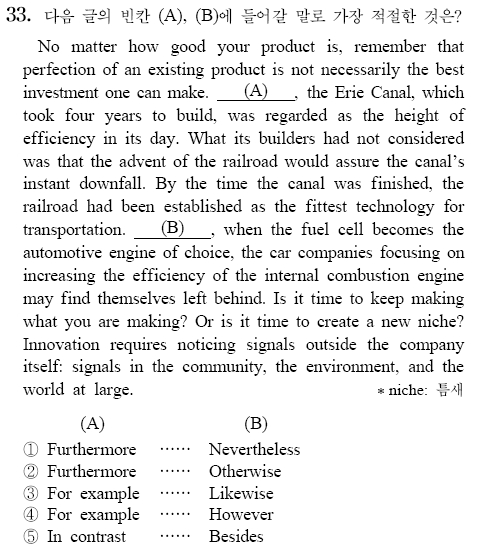 33. 다음 글의 빈칸 (A), (B)에 들어갈 말로 가장 적절한 것은?
No matter how good your product is, remember that
perfection of an existing product is not necessarily the best
investment one can make. (A) , the Erie Canal, which
took four years to build, was regarded as the height of
efficiency in its day. What its builders had not considered
was that the advent of the railroad would assure the canal's
instant downfall. By the time the canal was finished, the
railroad had been established as the fittest technology for
transportation. (B) , when the fuel cell becomes the
automotive engine of choice, the car companies focusing on
increasing the efficiency of the internal combustion engine
may find themselves left behind. Is it time to keep making
what you are making? Or is it time to create a new niche?
Innovation requires noticing signals outside the company
itself: signals in the community, the environment, and the
world at large.
* niche: 틈새
(A) (B)
① Furthermore ······ Nevertheless
② Furthermore ······ Otherwise
③ For example ······ Likewise
④ For example ······ However
⑤ In contrast ······ Besides